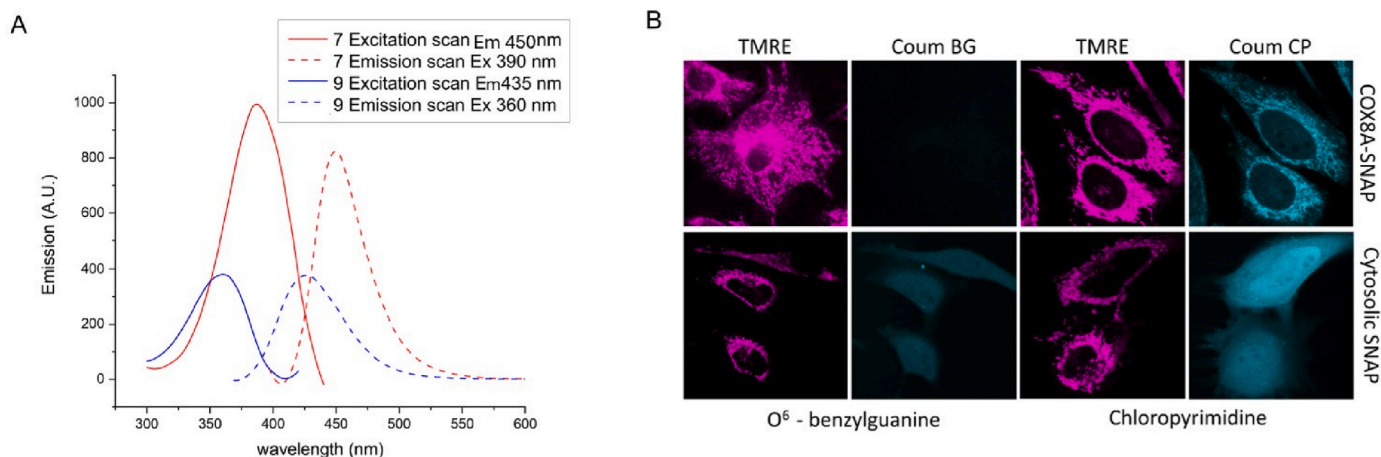 A
7 Excitation scan Em 450nm
7 Emission scan Ex 390 nm
9 Excitation scan Em435 nm
9 Emission scan Ex 360 nm
1000
800
600
400
200
0
Emission (A.U.)
300 350 400 450 500 550 600
wavelength (nm)
B
TMRE Coum BG TMRE Coum CP
COX8A-SNAP
Cytosolic SNAP
O⁶ - benzylguanine Chloropyrimidine